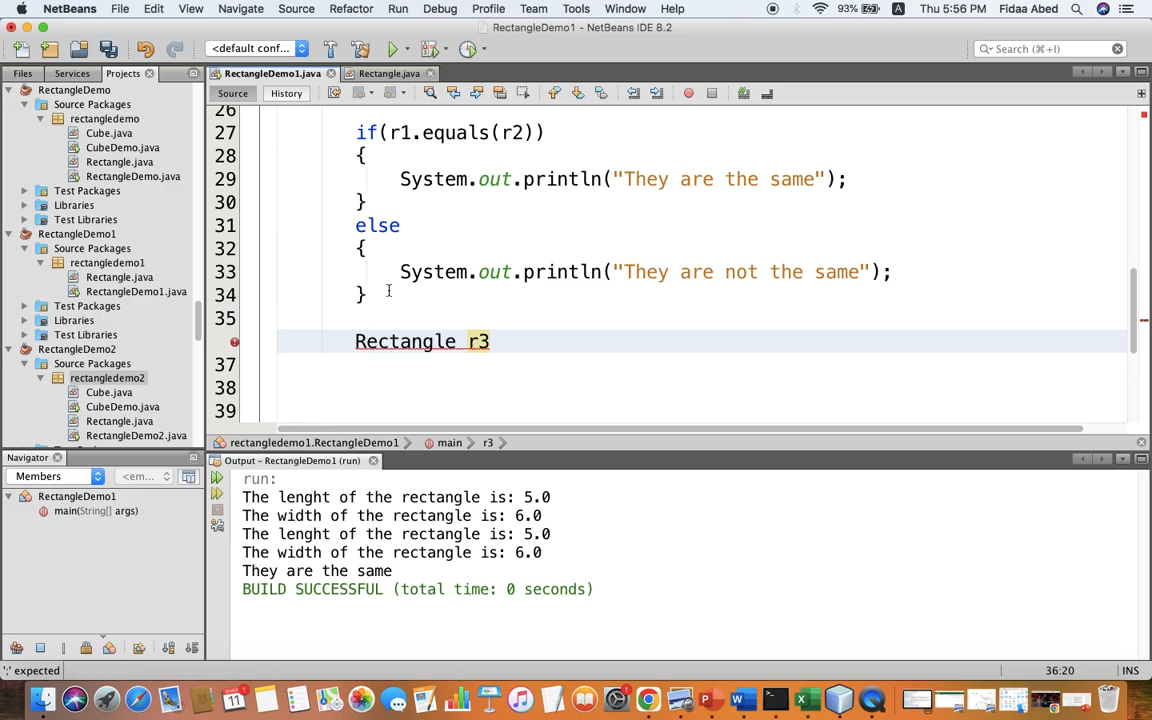 NetBeans File Edit View Navigate Source Refactor Run Debug Profile Team Tools Window Help 93% A Thu 5:56 PM Fidaa Abed
RectangleDemo1 - NetBeans IDE 8.2
<default conf... Search (⌘+I)
Files Services Projects RectangleDemo1.java Rectangle.java
Source History
RectangleDemo
Source Packages
rectangledemo
Cube.java
CubeDemo.java
Rectangle.java
RectangleDemo.java
Test Packages
Libraries
Test Libraries
RectangleDemo1
Source Packages
rectangledemo1
Rectangle.java
RectangleDemo1.java
Test Packages
Libraries
Test Libraries
RectangleDemo2
Source Packages
rectangledemo2
Cube.java
CubeDemo.java
Rectangle.java
RectangleDemo2.java
26
27 if(r1.equals(r2))
28 {
29 System.out.println("They are the same");
30 }
31 else
32 {
33 System.out.println("They are not the same");
34 }
35
Rectangle r3
37
38
39
rectangledemo1.RectangleDemo1 main r3
Navigator
Members <em...
RectangleDemo1
main(String[] args)
Output - RectangleDemo1 (run)
run:
The lenght of the rectangle is: 5.0
The width of the rectangle is: 6.0
The lenght of the rectangle is: 5.0
The width of the rectangle is: 6.0
They are the same
BUILD SUCCESSFUL (total time: 0 seconds)
';' expected 36:20 INS